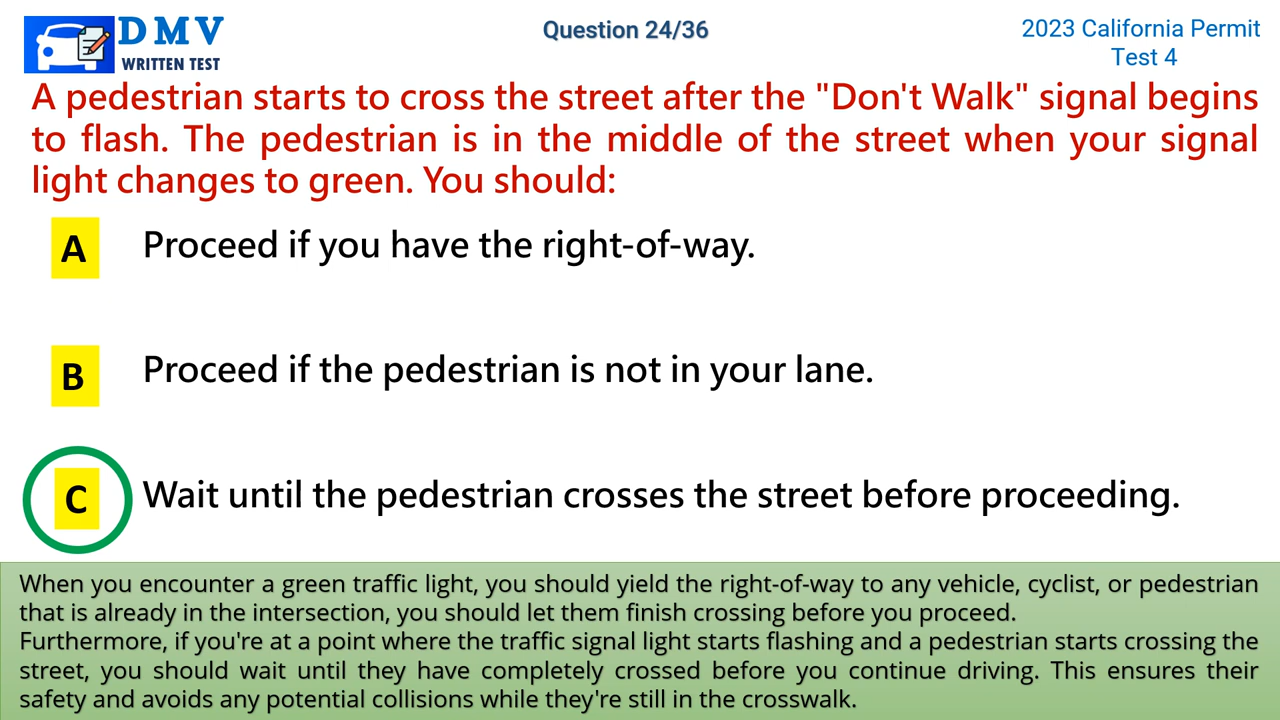 DMV
WRITTEN TEST
Question 24/36
2023 California Permit
Test 4
A pedestrian starts to cross the street after the "Don't Walk" signal begins
to flash. The pedestrian is in the middle of the street when your signal
light changes to green. You should:
A Proceed if you have the right-of-way.
B Proceed if the pedestrian is not in your lane.
C Wait until the pedestrian crosses the street before proceeding.
When you encounter a green traffic light, you should yield the right-of-way to any vehicle, cyclist, or pedestrian
that is already in the intersection, you should let them finish crossing before you proceed.
Furthermore, if you're at a point where the traffic signal light starts flashing and a pedestrian starts crossing the
street, you should wait until they have completely crossed before you continue driving. This ensures their
safety and avoids any potential collisions while they're still in the crosswalk.